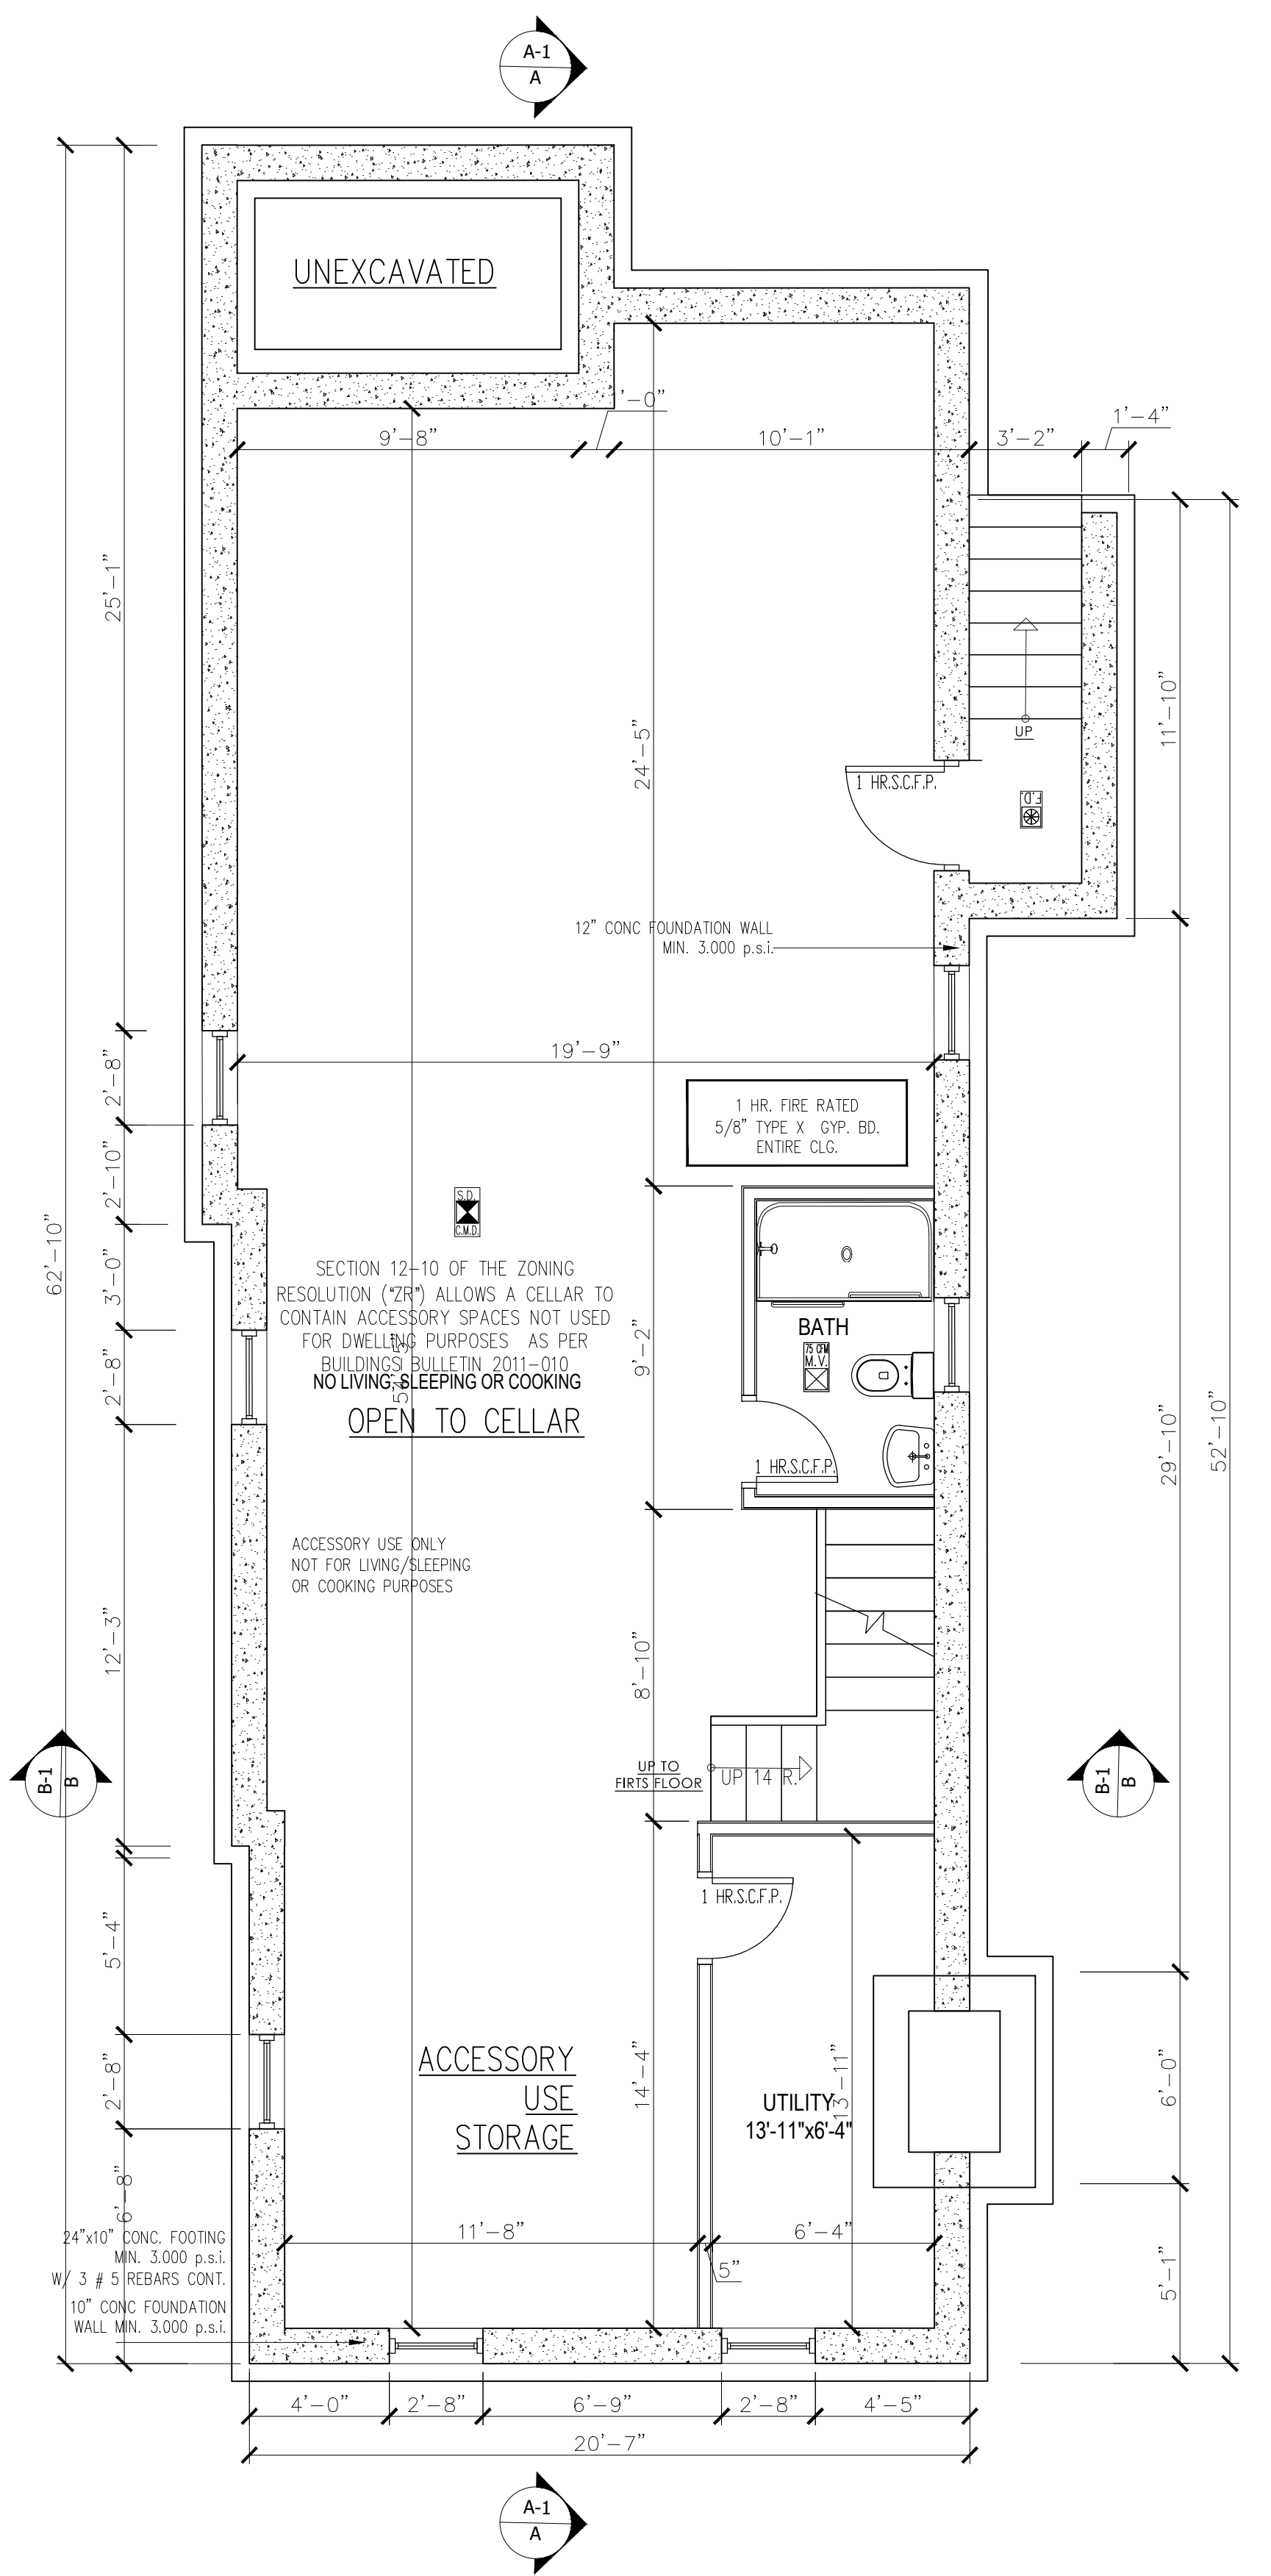 A-1
A
UNEXCAVATED
'-0"
9'-8"
10'-1"
3'-2"
1'-4"
25'-1"
24'-5"
11'-10"
UP
1 HR.S.C.F.P.
F.D.
12" CONC FOUNDATION WALL
MIN. 3.000 p.s.i.
19'-9"
2'-8"
1 HR. FIRE RATED
5/8" TYPE X GYP. BD.
ENTIRE CLG.
2'-10"
S.D.
C.M.D.
62'-10"
3'-0"
SECTION 12-10 OF THE ZONING
RESOLUTION ("ZR") ALLOWS A CELLAR TO
CONTAIN ACCESSORY SPACES NOT USED
FOR DWELLING PURPOSES AS PER
BUILDINGS BULLETIN 2011-010
NO LIVING, SLEEPING OR COOKING
OPEN TO CELLAR
54'-5"
2'-8"
9'-2"
BATH
75 CFM
M.V.
1 HR.S.C.F.P.
29'-10"
52'-10"
ACCESSORY USE ONLY
NOT FOR LIVING/SLEEPING
OR COOKING PURPOSES
12'-3"
8'-10"
UP TO
FIRTS FLOOR
UP 14 R.
B-1
B
B-1
B
1 HR.S.C.F.P.
5'-4"
2'-8"
ACCESSORY
USE
STORAGE
14'-4"
13'-11"
UTILITY
13'-11"x6'-4"
6'-0"
6'-8"
24"x10" CONC. FOOTING
MIN. 3.000 p.s.i.
W/ 3 # 5 REBARS CONT.
10" CONC FOUNDATION
WALL MIN. 3.000 p.s.i.
11'-8"
6'-4"
5"
5'-1"
4'-0"
2'-8"
6'-9"
2'-8"
4'-5"
20'-7"
A-1
A